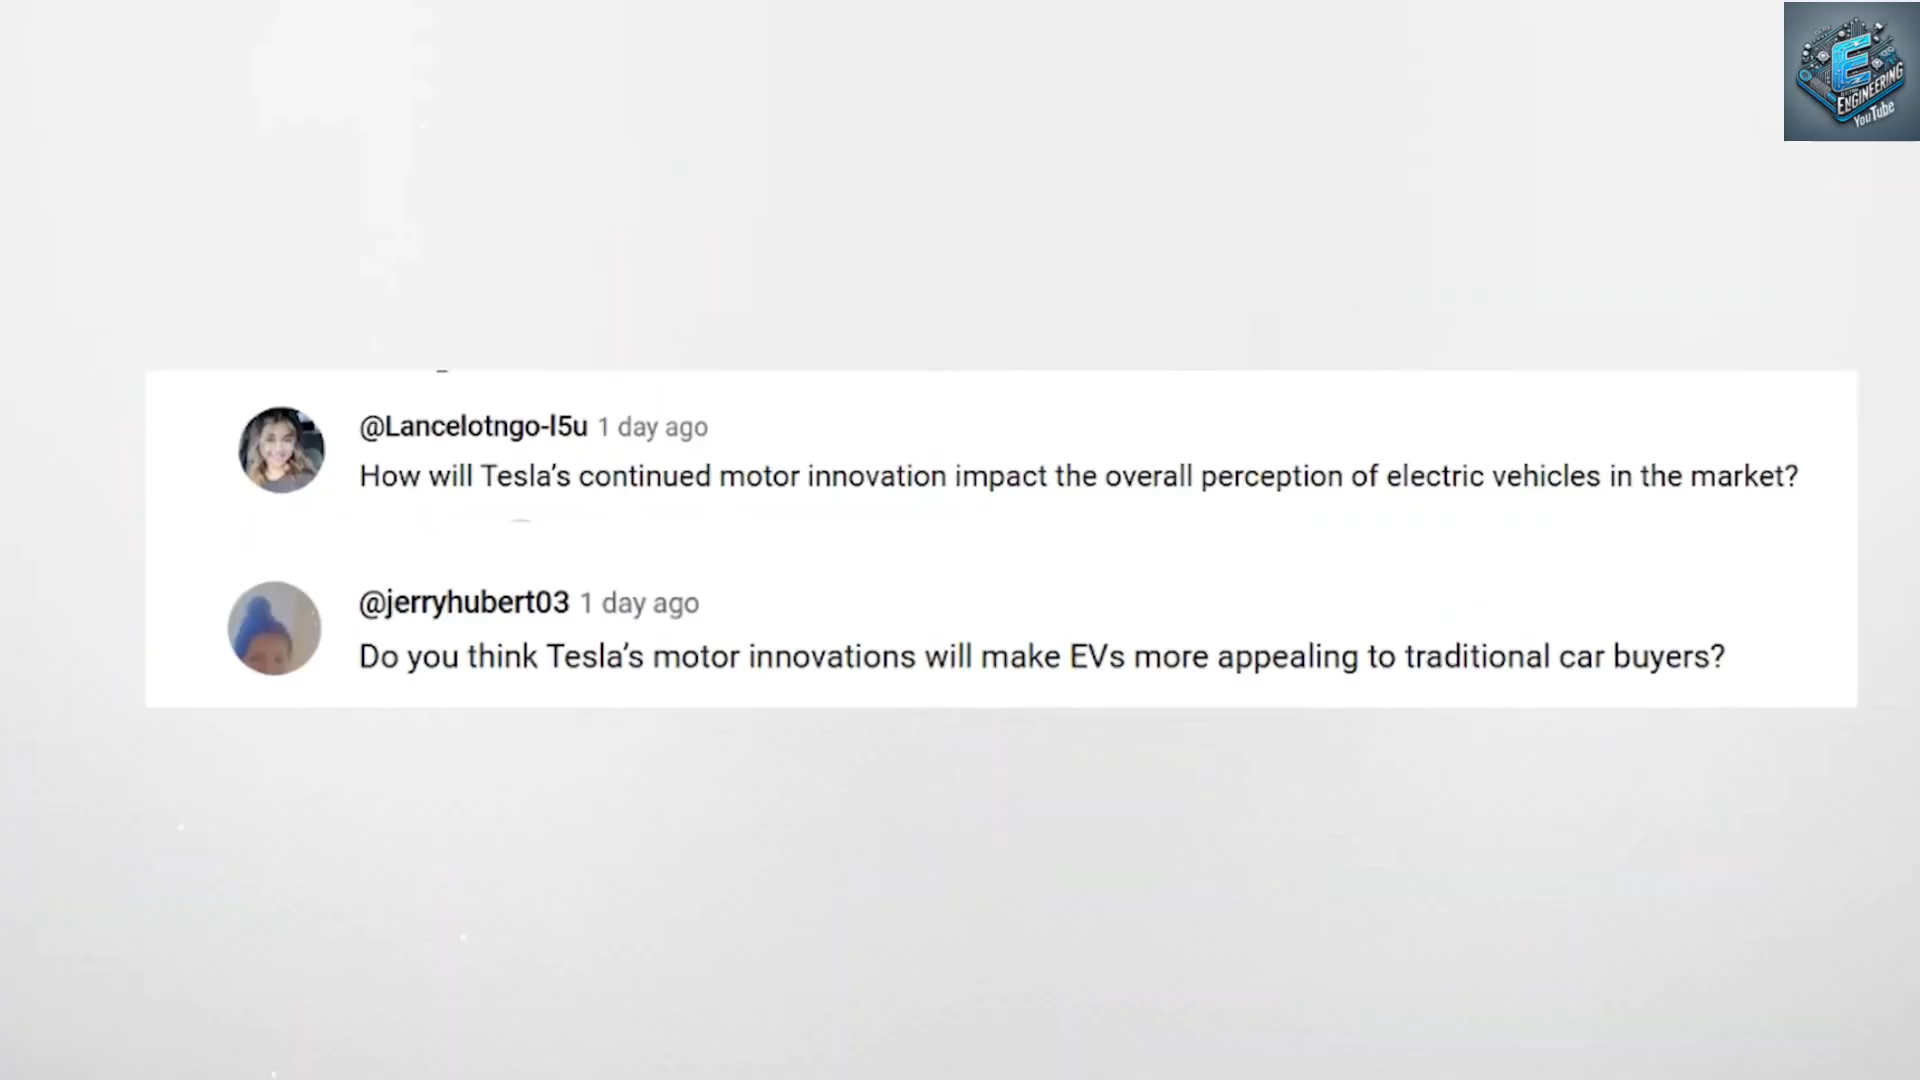 E
ENGINEERING
YouTube
@Lancelotngo-l5u 1 day ago
How will Tesla’s continued motor innovation impact the overall perception of electric vehicles in the market?
@jerryhubert03 1 day ago
Do you think Tesla’s motor innovations will make EVs more appealing to traditional car buyers?